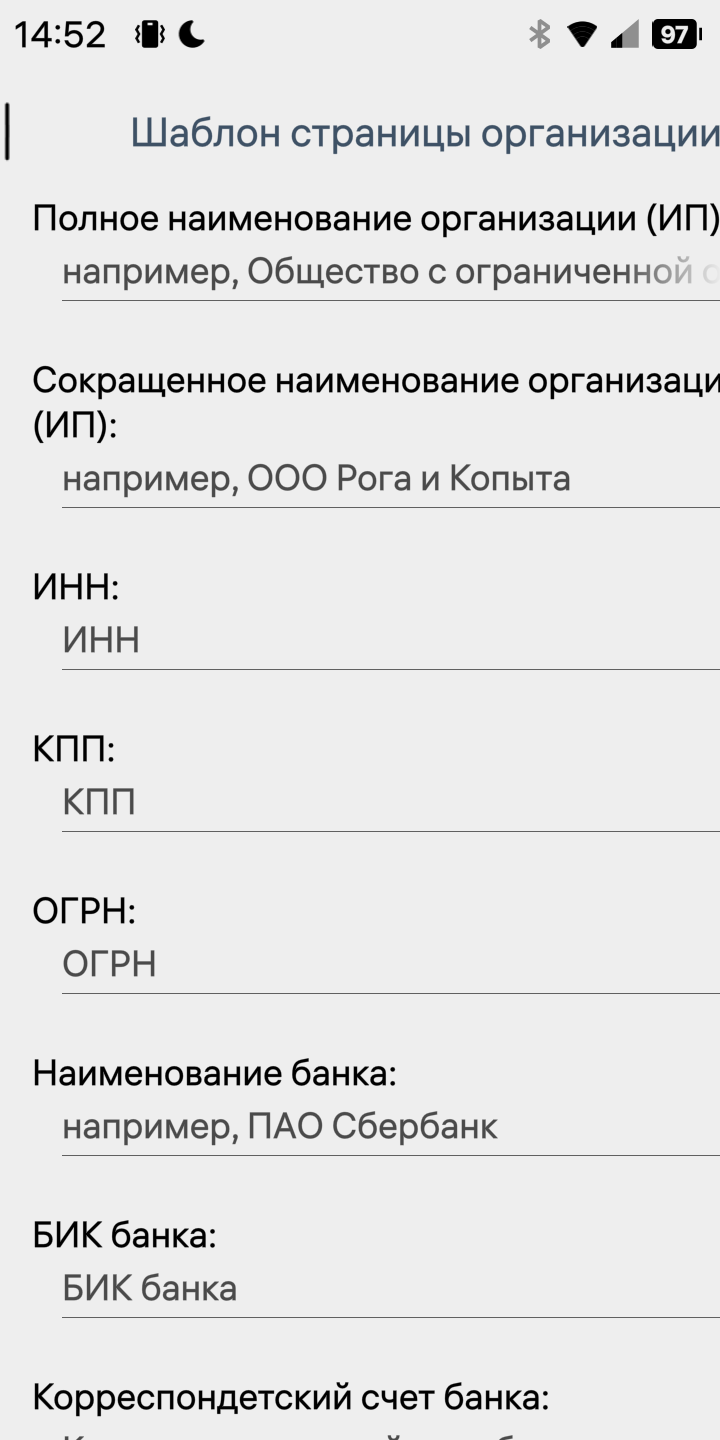 14:52 97
Шаблон страницы организации
Полное наименование организации (ИП)
например, Общество с ограниченной
Сокращенное наименование организаци
(ИП):
например, ООО Рога и Копыта
ИНН:
ИНН
КПП:
КПП
ОГРН:
ОГРН
Наименование банка:
например, ПАО Сбербанк
БИК банка:
БИК банка
Корреспондетский счет банка: